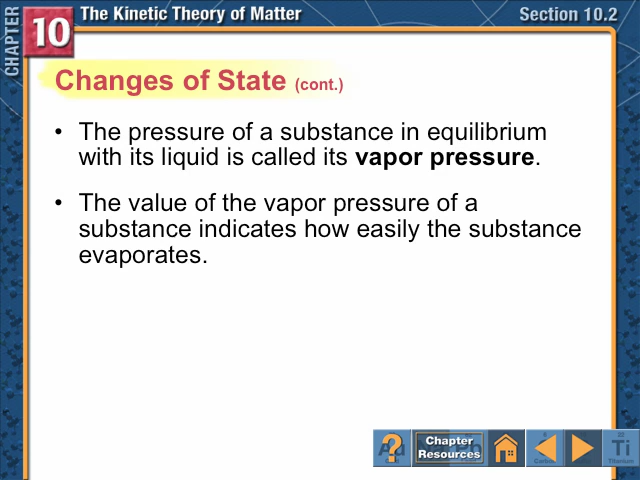 CHAPTER
10
The Kinetic Theory of Matter
Section 10.2
Changes of State (cont.)
• The pressure of a substance in equilibrium
with its liquid is called its vapor pressure.
• The value of the vapor pressure of a
substance indicates how easily the substance
evaporates.
?
Chapter
Resources
Ti
Titanium